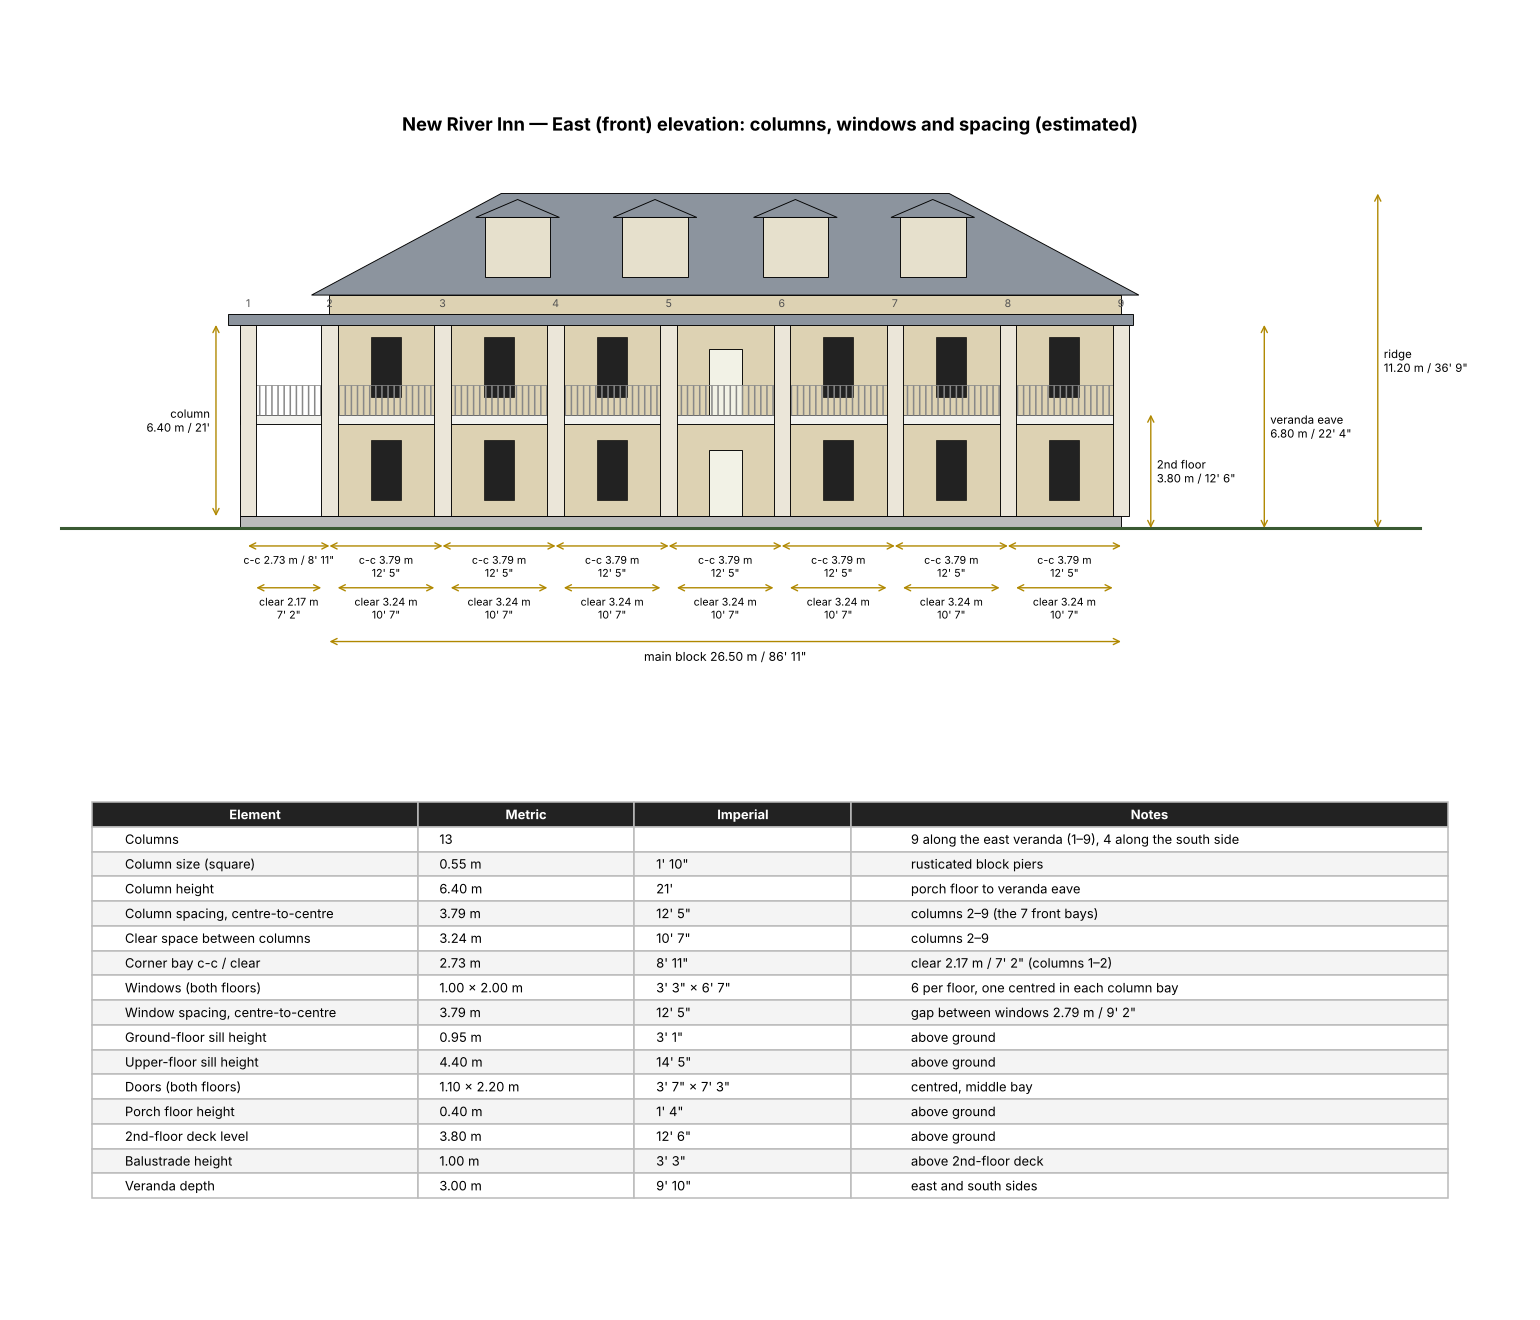 New River Inn — East (front) elevation: columns, windows and spacing (estimated)
1 2 3 4 5 6 7 8 9
ridge
11.20 m / 36' 9"
column
6.40 m / 21'
veranda eave
6.80 m / 22' 4"
2nd floor
3.80 m / 12' 6"
c-c 2.73 m / 8' 11" c-c 3.79 m c-c 3.79 m c-c 3.79 m c-c 3.79 m c-c 3.79 m c-c 3.79 m c-c 3.79 m
12' 5" 12' 5" 12' 5" 12' 5" 12' 5" 12' 5" 12' 5"
clear 2.17 m clear 3.24 m clear 3.24 m clear 3.24 m clear 3.24 m clear 3.24 m clear 3.24 m clear 3.24 m
7' 2" 10' 7" 10' 7" 10' 7" 10' 7" 10' 7" 10' 7" 10' 7"
main block 26.50 m / 86' 11"
Element Metric Imperial Notes
Columns 13 9 along the east veranda (1–9), 4 along the south side
Column size (square) 0.55 m 1' 10" rusticated block piers
Column height 6.40 m 21' porch floor to veranda eave
Column spacing, centre-to-centre 3.79 m 12' 5" columns 2–9 (the 7 front bays)
Clear space between columns 3.24 m 10' 7" columns 2–9
Corner bay c-c / clear 2.73 m 8' 11" clear 2.17 m / 7' 2" (columns 1–2)
Windows (both floors) 1.00 × 2.00 m 3' 3" × 6' 7" 6 per floor, one centred in each column bay
Window spacing, centre-to-centre 3.79 m 12' 5" gap between windows 2.79 m / 9' 2"
Ground-floor sill height 0.95 m 3' 1" above ground
Upper-floor sill height 4.40 m 14' 5" above ground
Doors (both floors) 1.10 × 2.20 m 3' 7" × 7' 3" centred, middle bay
Porch floor height 0.40 m 1' 4" above ground
2nd-floor deck level 3.80 m 12' 6" above ground
Balustrade height 1.00 m 3' 3" above 2nd-floor deck
Veranda depth 3.00 m 9' 10" east and south sides